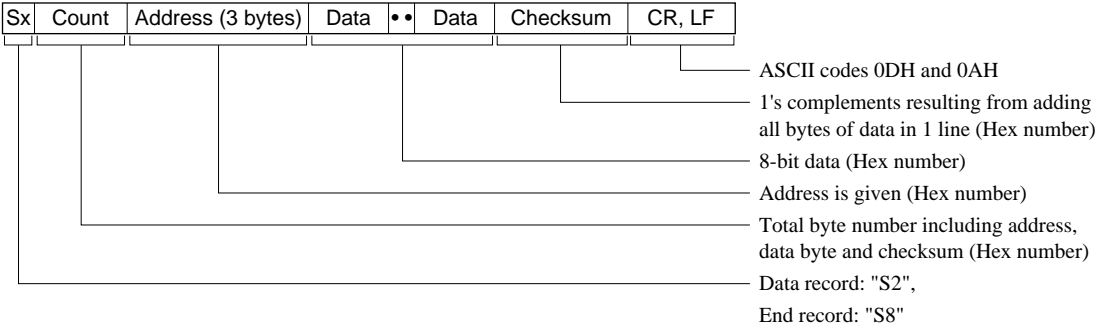 Sx Count Address (3 bytes) Data •• Data Checksum CR, LF
ASCII codes 0DH and 0AH
1's complements resulting from adding
all bytes of data in 1 line (Hex number)
8-bit data (Hex number)
Address is given (Hex number)
Total byte number including address,
data byte and checksum (Hex number)
Data record: "S2",
End record: "S8"